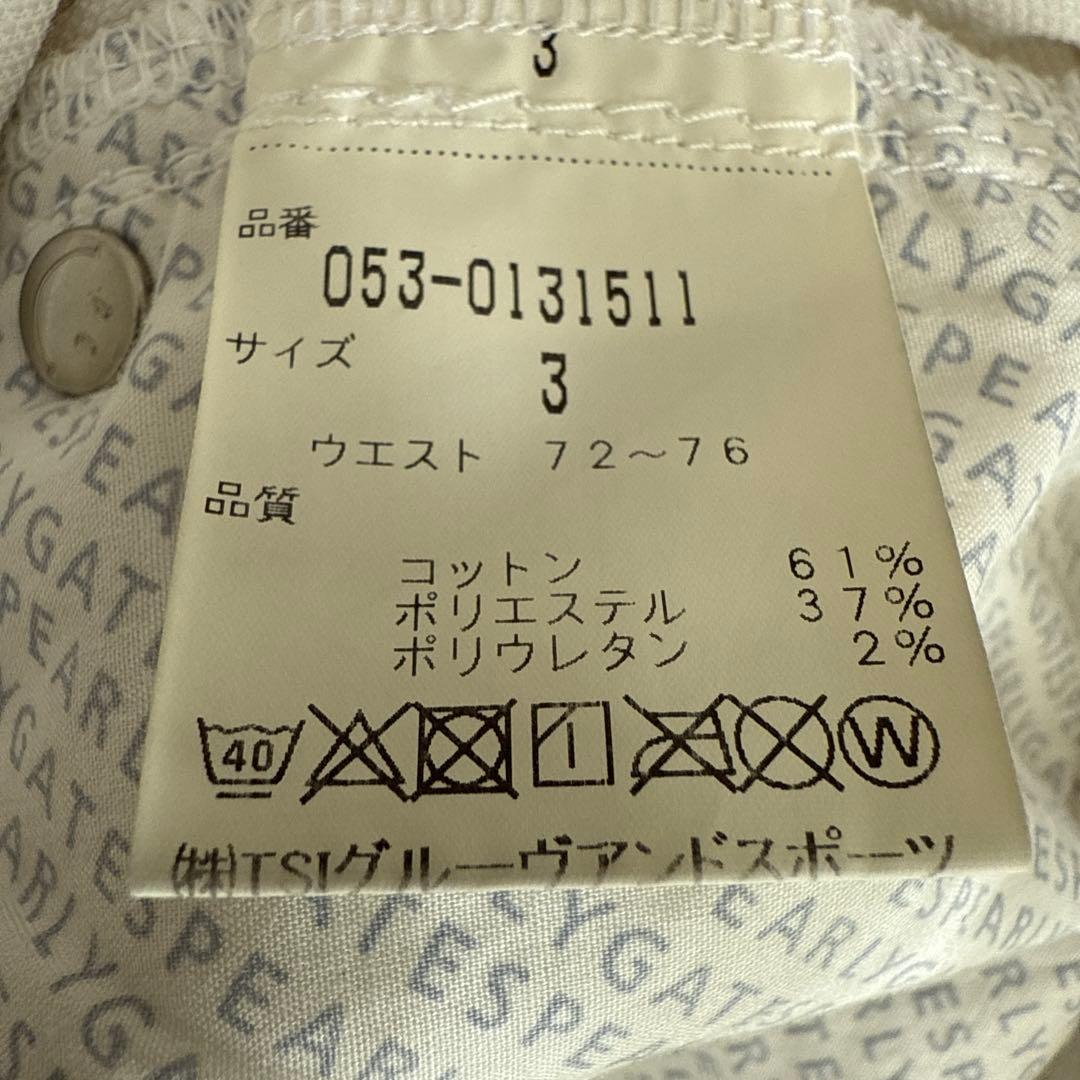 3
品番
053-0131511
サイズ
3
ウエスト 72～76
品質
コットン 61%
ポリエステル 37%
ポリウレタン 2%
40
W
㈱TSIグルーヴアンドスポーツ
PEARLY GATES